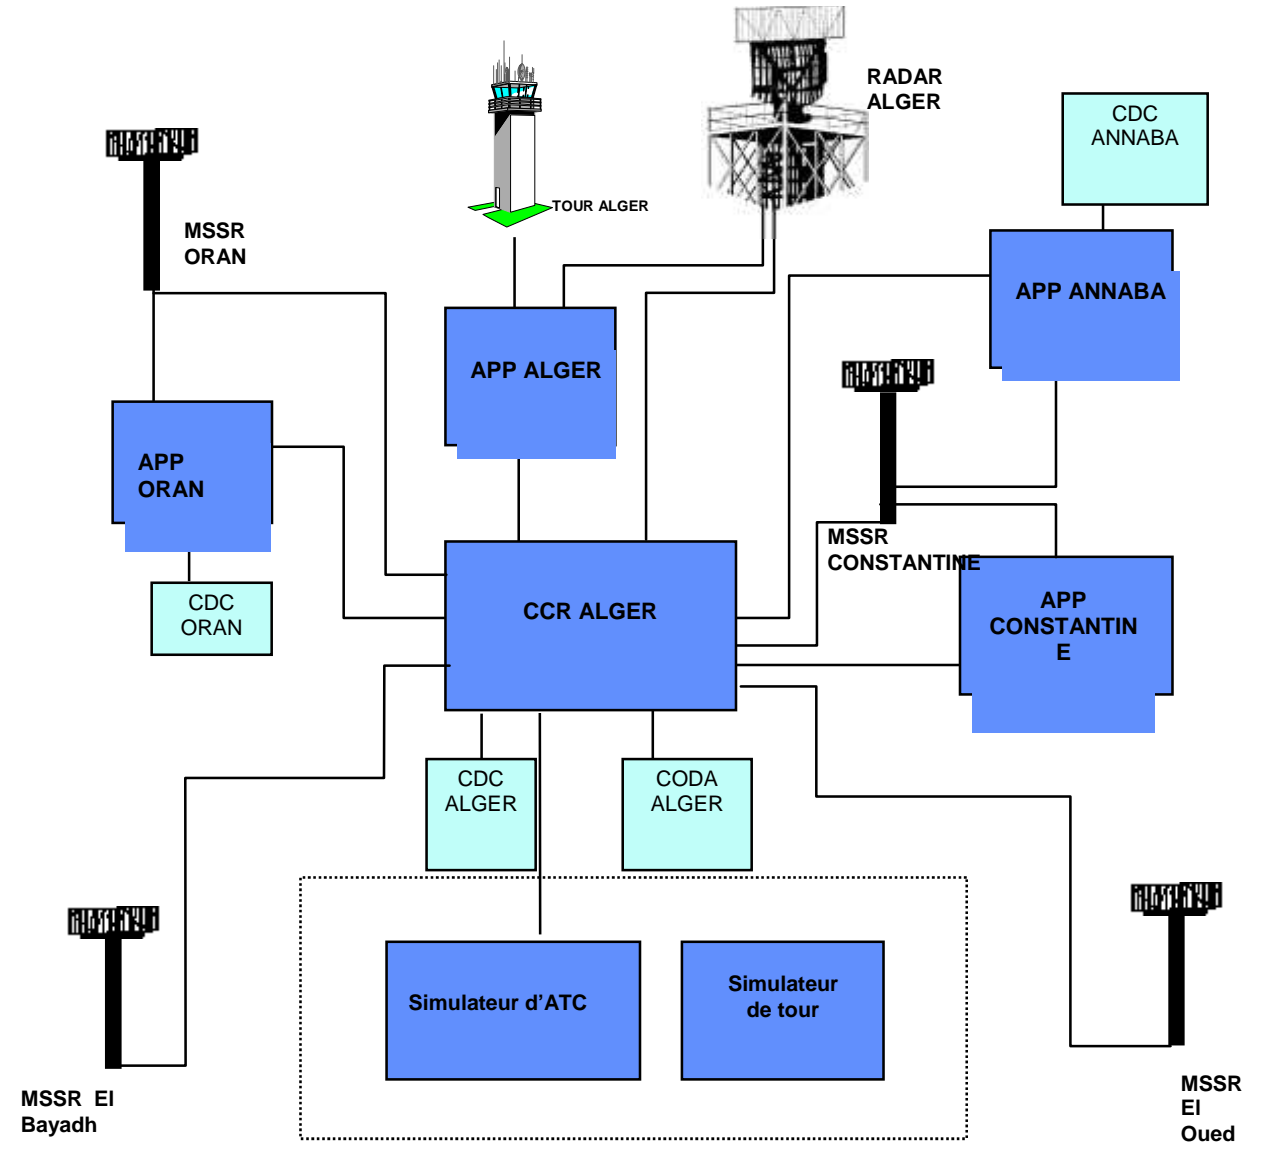 RADAR
ALGER
CDC
ANNABA
TOUR ALGER
MSSR
ORAN
APP ANNABA
APP ALGER
APP
ORAN
MSSR
CONSTANTINE
CDC
ORAN
CCR ALGER
APP
CONSTANTIN
E
CDC
ALGER
CODA
ALGER
Simulateur d’ATC
Simulateur
de tour
MSSR El
Bayadh
MSSR
El
Oued